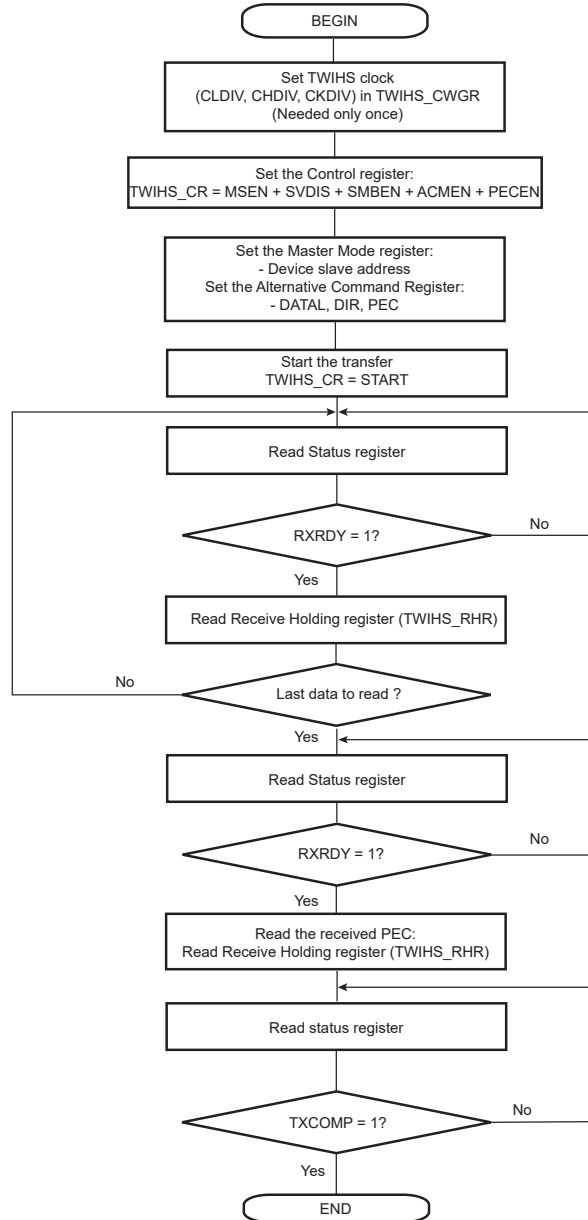 BEGIN
Set TWIHS clock
(CLDIV, CHDIV, CKDIV) in TWIHS_CWGR
(Needed only once)
Set the Control register:
TWIHS_CR = MSEN + SVDIS + SMBEN + ACMEN + PECEN
Set the Master Mode register:
- Device slave address
Set the Alternative Command Register:
- DATAL, DIR, PEC
Start the transfer
TWIHS_CR = START
Read Status register
RXRDY = 1?
No
Yes
Read Receive Holding register (TWIHS_RHR)
No
Last data to read ?
Yes
Read Status register
RXRDY = 1?
No
Yes
Read the received PEC:
Read Receive Holding register (TWIHS_RHR)
Read status register
TXCOMP = 1?
No
Yes
END